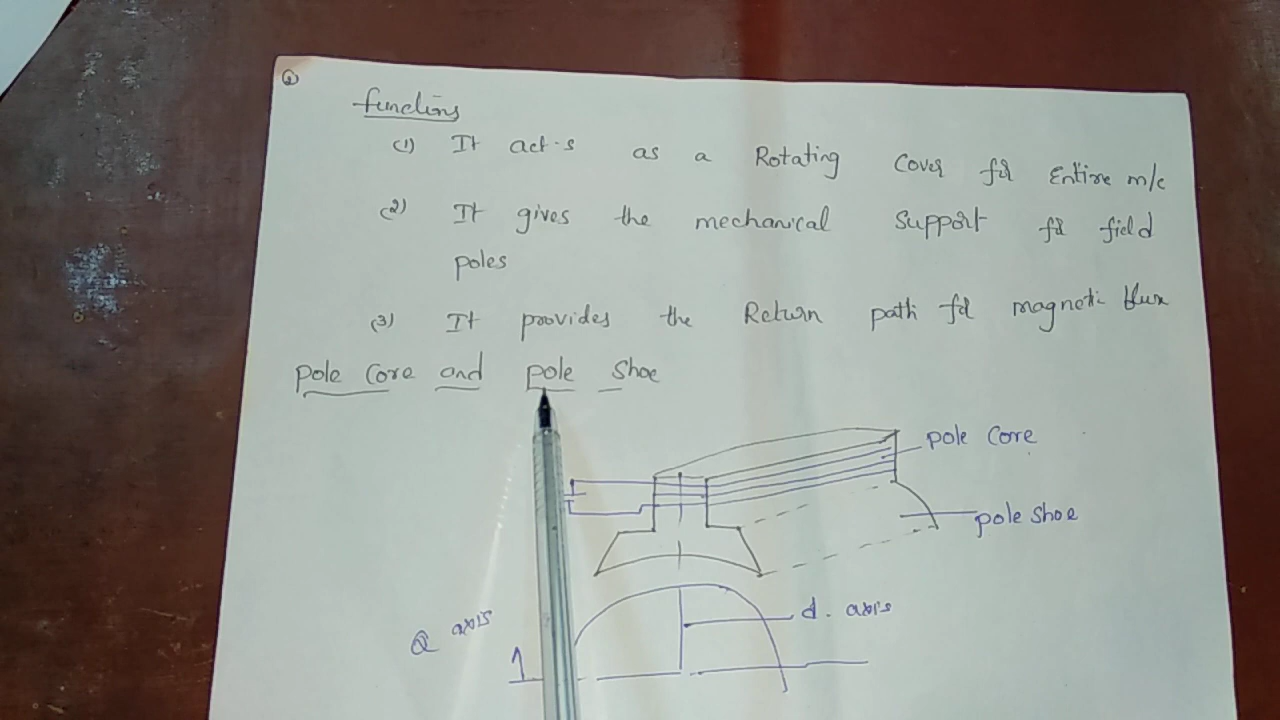 functions
(1) It acts as a Rotating Cover for Entire m/c
(2) It gives the mechanical Support for field
poles
(3) It provides the Return path for magnetic flux
pole Core and pole Shoe
pole core
pole shoe
d. axis
Q axis